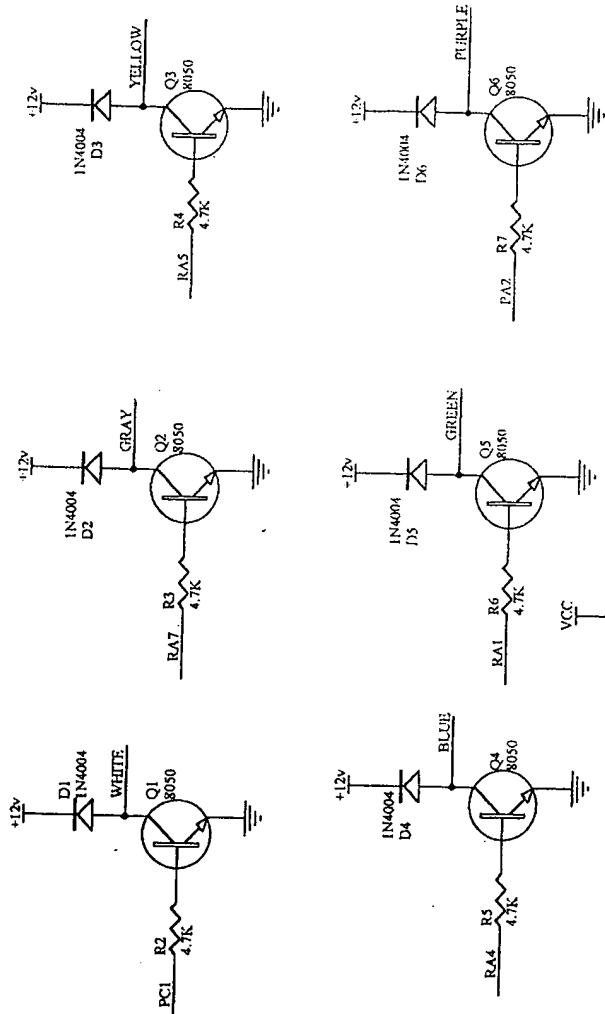 +12v
D1
1N4004
WHITE
Q1
8050
R2
4.7K
PC1
+12v
1N4004
D2
GRAY
Q2
8050
R3
4.7K
RA7
+12v
1N4004
D3
YELLOW
Q3
8050
R4
4.7K
RA5
+12v
1N4004
D4
BLUE
Q4
8050
R5
4.7K
RA4
+12v
1N4004
D5
GREEN
Q5
8050
R6
4.7K
RA1
VCC
+12v
1N4004
D6
PURPLE
Q6
8050
R7
4.7K
PA2